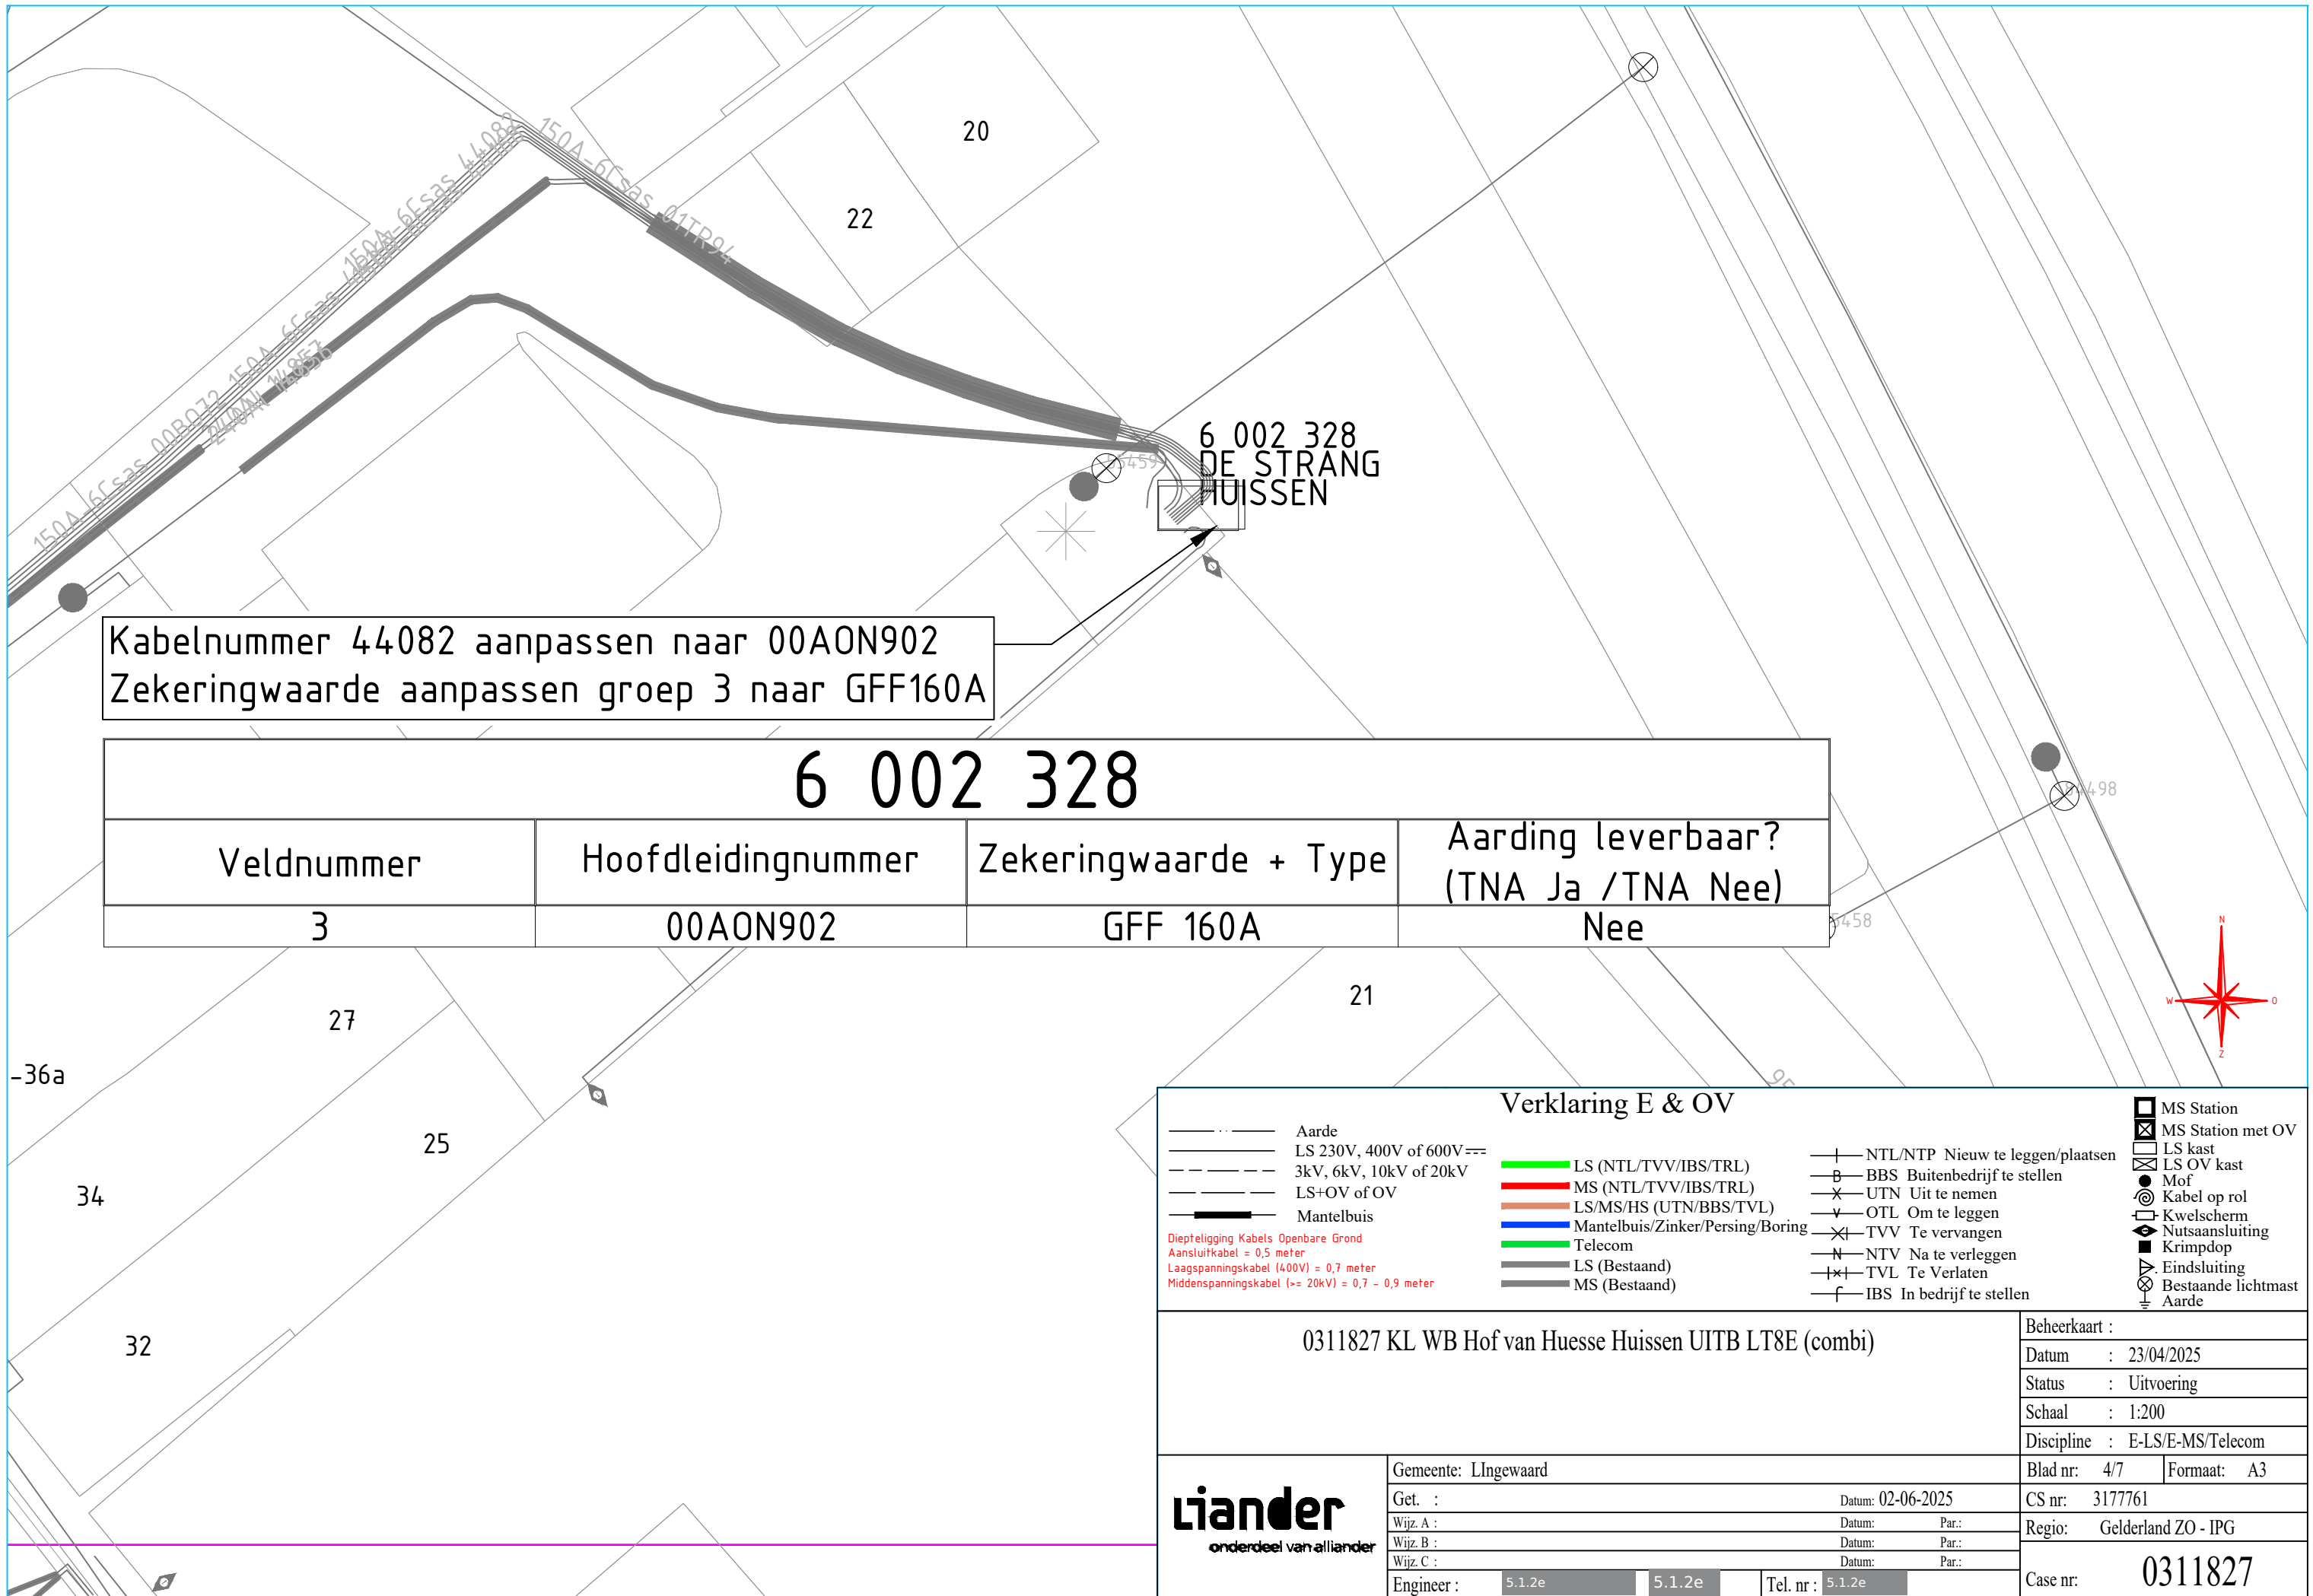 20
22
150A-6Csas 44082
150A-6Csas 01TR94
150A-6Csas
150A-6Csas 00BO72
6 002 328
DE STRANG
HUISSEN
Kabelnummer 44082 aanpassen naar 00AON902
Zekeringwaarde aanpassen groep 3 naar GFF160A
6 002 328
Veldnummer
Hoofdleidingnummer
Zekeringwaarde + Type
Aarding leverbaar?
(TNA Ja /TNA Nee)
3
00AON902
GFF 160A
Nee
5458
21
27
-36a
25
34
32
N
W
O
Z
Verklaring E & OV
Aarde
LS 230V, 400V of 600V
3kV, 6kV, 10kV of 20kV
LS+OV of OV
Mantelbuis
Diepteligging Kabels Openbare Grond
Aansluitkabel = 0,5 meter
Laagspanningskabel (400V) = 0,7 meter
Middenspanningskabel (>= 20kV) = 0,7 - 0,9 meter
LS (NTL/TVV/IBS/TRL)
MS (NTL/TVV/IBS/TRL)
LS/MS/HS (UTN/BBS/TVL)
Mantelbuis/Zinker/Persing/Boring
Telecom
LS (Bestaand)
MS (Bestaand)
NTL/NTP Nieuw te leggen/plaatsen
B BBS Buitenbedrijf te stellen
UTN Uit te nemen
OTL Om te leggen
TVV Te vervangen
N NTV Na te verleggen
TVL Te Verlaten
IBS In bedrijf te stellen
MS Station
MS Station met OV
LS kast
LS OV kast
Mof
Kabel op rol
Kwelscherm
Nutsaansluiting
Krimpdop
Eindsluiting
Bestaande lichtmast
Aarde
0311827 KL WB Hof van Huesse Huissen UITB LT8E (combi)
Beheerkaart :
Datum : 23/04/2025
Status : Uitvoering
Schaal : 1:200
Discipline : E-LS/E-MS/Telecom
Blad nr: 4/7 Formaat: A3
CS nr: 3177761
Regio: Gelderland ZO - IPG
Case nr: 0311827
Liander
onderdeel van alliander
Gemeente: LIngewaard
Get. : Datum: 02-06-2025
Wijz. A : Datum: Par.:
Wijz. B : Datum: Par.:
Wijz. C : Datum: Par.:
Engineer : 5.1.2e 5.1.2e Tel. nr : 5.1.2e